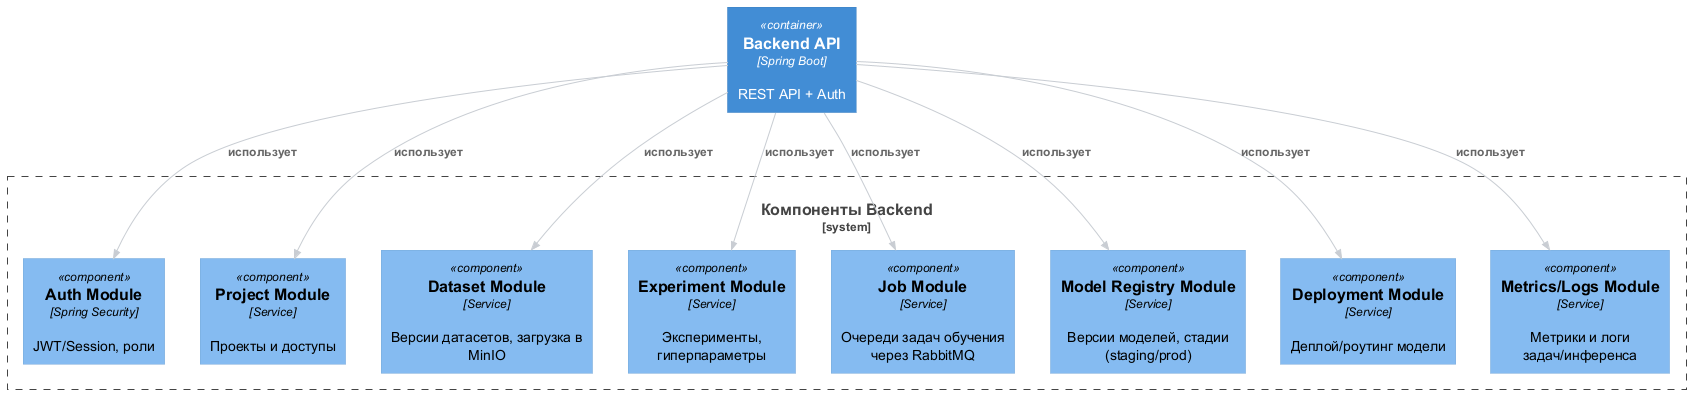 «container»
Backend API
[Spring Boot]
REST API + Auth
использует
использует
использует
использует
использует
использует
использует
использует
Компоненты Backend
[system]
«component»
Auth Module
[Spring Security]
JWT/Session, роли
«component»
Project Module
[Service]
Проекты и доступы
«component»
Dataset Module
[Service]
Версии датасетов, загрузка в
MinIO
«component»
Experiment Module
[Service]
Эксперименты,
гиперпараметры
«component»
Job Module
[Service]
Очереди задач обучения
через RabbitMQ
«component»
Model Registry Module
[Service]
Версии моделей, стадии
(staging/prod)
«component»
Deployment Module
[Service]
Деплой/роутинг модели
«component»
Metrics/Logs Module
[Service]
Метрики и логи
задач/инференса